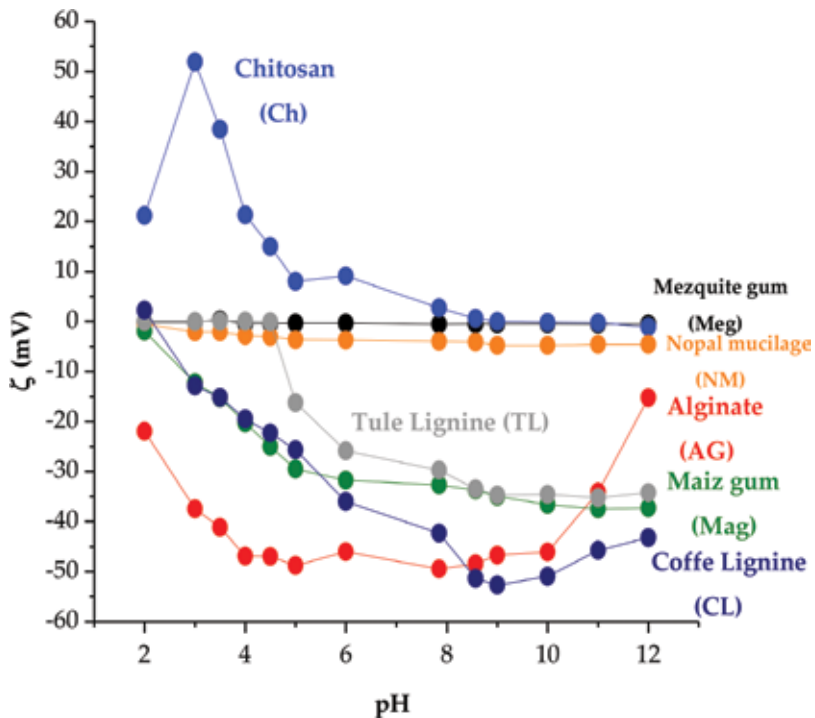 60
50
40
30
20
10
0
-10
-20
-30
-40
-50
-60
ζ (mV)
2
4
6
8
10
12
pH
Chitosan
(Ch)
Mezquite gum
(Meg)
Nopal mucilage
(NM)
Tule Lignine (TL)
Alginate
(AG)
Maiz gum
(Mag)
Coffe Lignine
(CL)